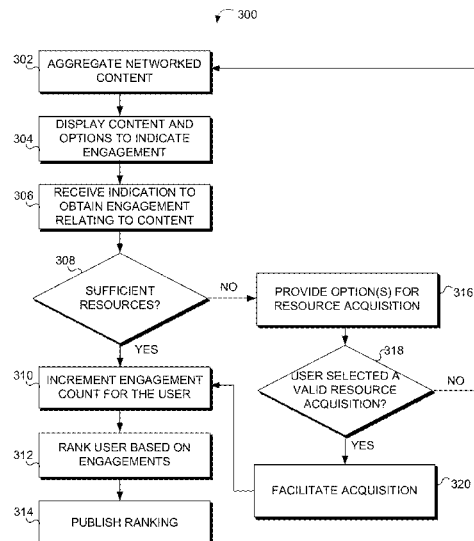 300
302
AGGREGATE NETWORKED
CONTENT
304
DISPLAY CONTENT AND
OPTIONS TO INDICATE
ENGAGEMENT
306
RECEIVE INDICATION TO
OBTAIN ENGAGEMENT
RELATING TO CONTENT
308
SUFFICIENT
RESOURCES?
NO
YES
316
PROVIDE OPTION(S) FOR
RESOURCE ACQUISITION
318
USER SELECTED A
VALID RESOURCE
ACQUISITION?
NO
YES
310
INCREMENT ENGAGEMENT
COUNT FOR THE USER
312
RANK USER BASED ON
ENGAGEMENTS
320
FACILITATE ACQUISITION
314
PUBLISH RANKING